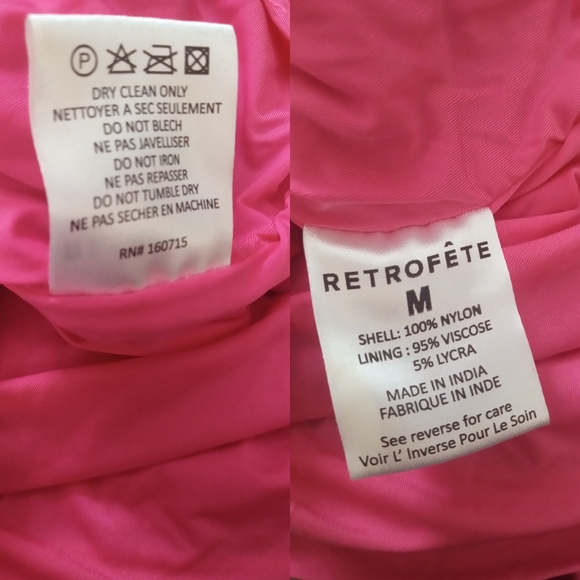 P
DRY CLEAN ONLY
NETTOYER A SEC SEULEMENT
DO NOT BLECH
NE PAS JAVELLISER
DO NOT IRON
NE PAS REPASSER
DO NOT TUMBLE DRY
NE PAS SECHER EN MACHINE
RN# 160715
RETROFÊTE
M
SHELL: 100% NYLON
LINING : 95% VISCOSE
5% LYCRA
MADE IN INDIA
FABRIQUE IN INDE
See reverse for care
Voir L' Inverse Pour Le Soin